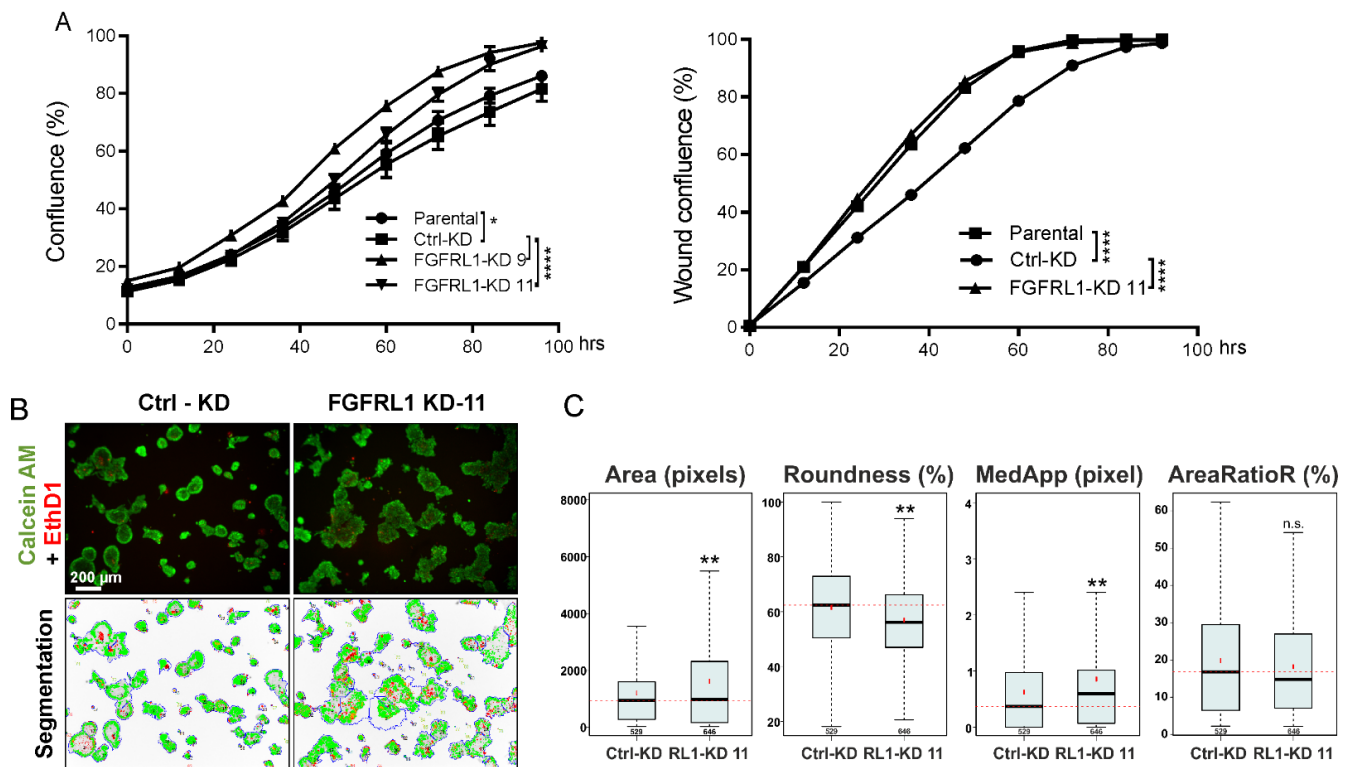 A
Confluence (%)
100
80
60
40
20
0
0
20
40
60
80
100 hrs
Parental *
Ctrl-KD
FGFRL1-KD 9
FGFRL1-KD 11
****
Wound confluence (%)
100
80
60
40
20
0
0
20
40
60
80
100 hrs
Parental
Ctrl-KD
FGFRL1-KD 11
****
****
B
Ctrl - KD
FGFRL1 KD-11
Calcein AM
+ EthD1
200 µm
Segmentation
C
Area (pixels)
8000
6000
4000
2000
0
**
529
646
Ctrl-KD
RL1-KD 11
Roundness (%)
100
80
60
40
20
**
529
646
Ctrl-KD
RL1-KD 11
MedApp (pixel)
4
3
2
1
0
**
529
646
Ctrl-KD
RL1-KD 11
AreaRatioR (%)
60
50
40
30
20
10
0
n.s.
529
646
Ctrl-KD
RL1-KD 11